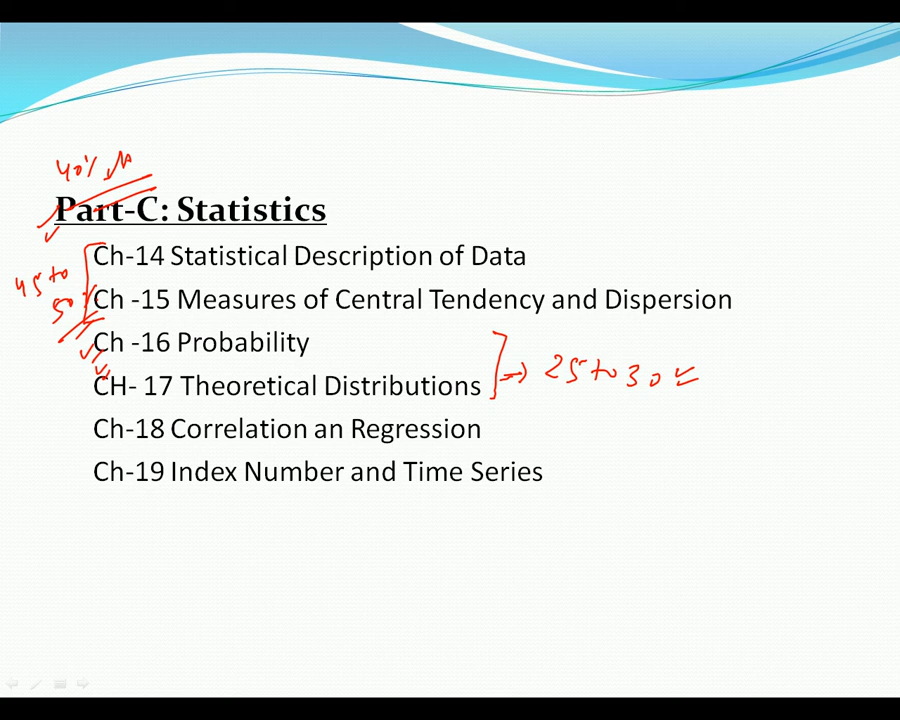 40%
Part-C: Statistics
Ch-14 Statistical Description of Data
45 to
50%
Ch -15 Measures of Central Tendency and Dispersion
Ch -16 Probability
25 to 30
CH- 17 Theoretical Distributions
Ch-18 Correlation an Regression
Ch-19 Index Number and Time Series